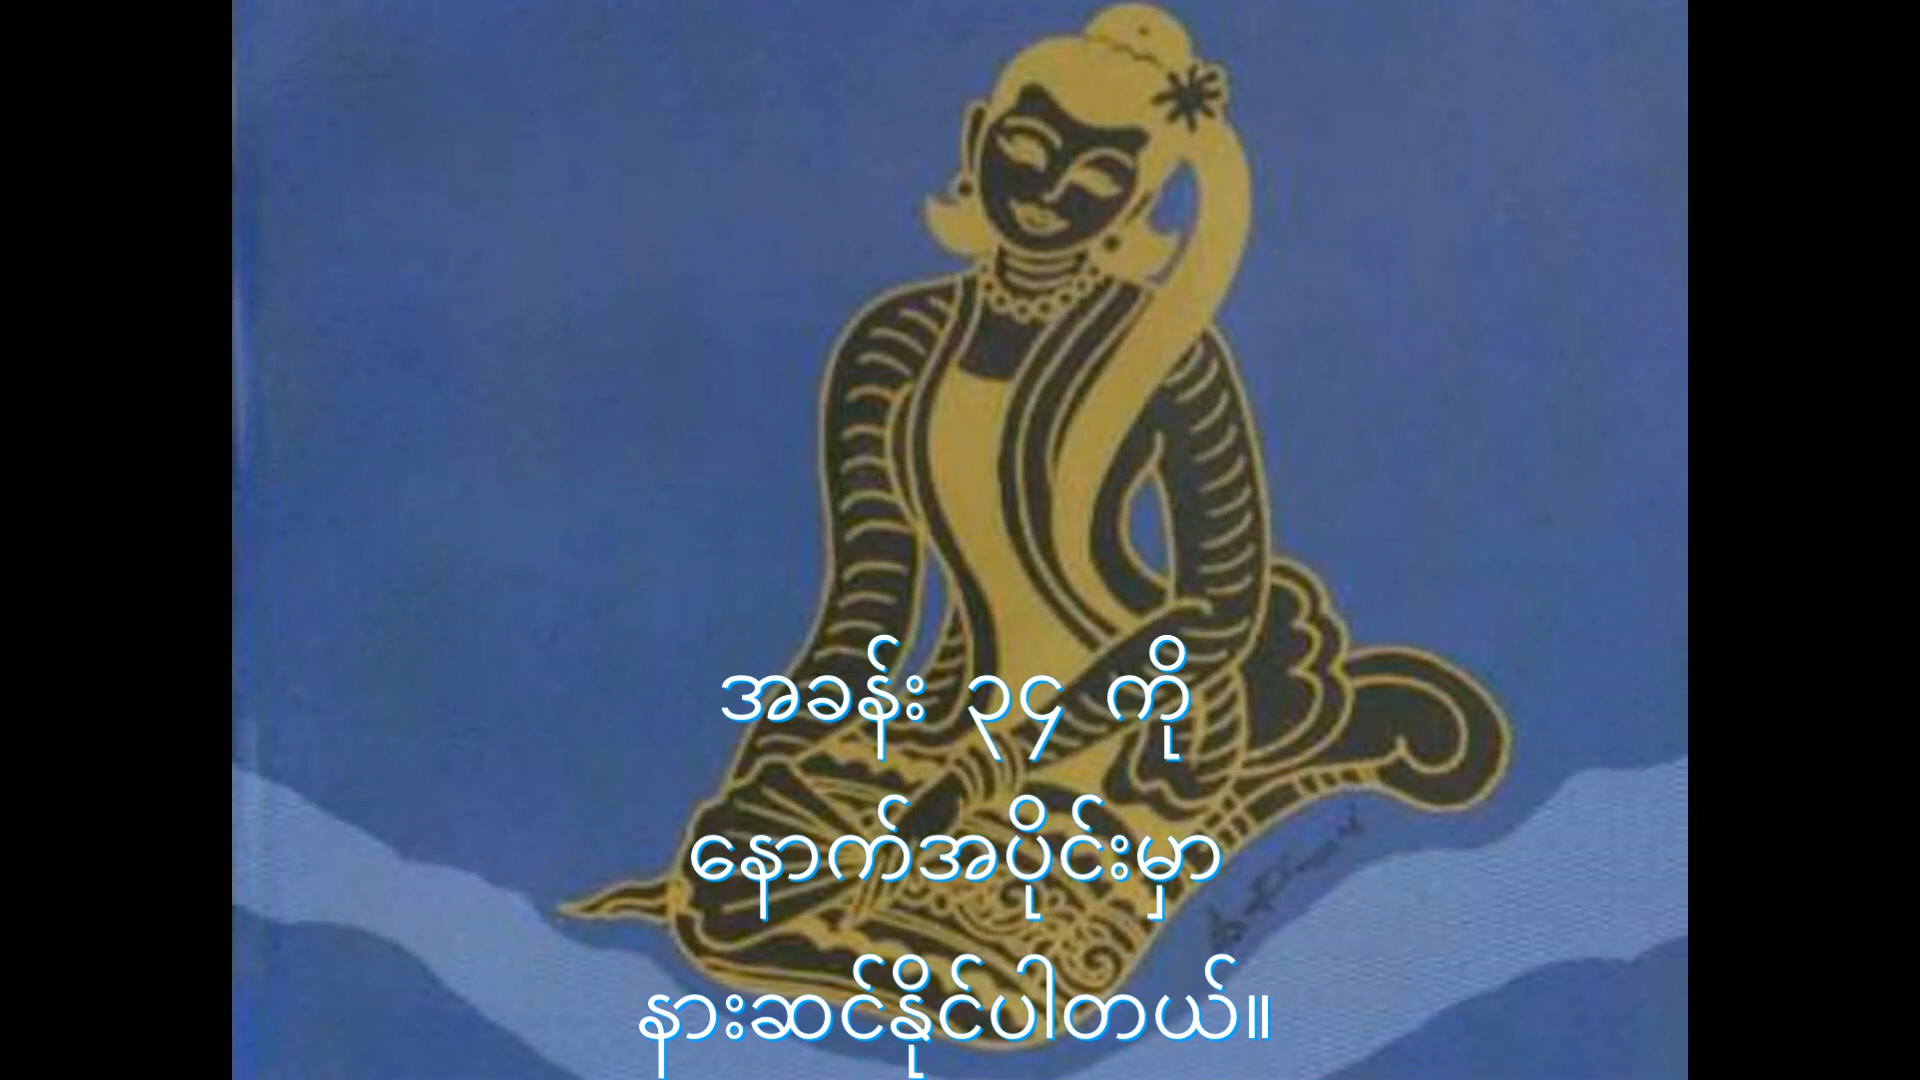 အခန်း ၃၄ ကို
နောက်အပိုင်းမှာ
နားဆင်နိုင်ပါတယ်။